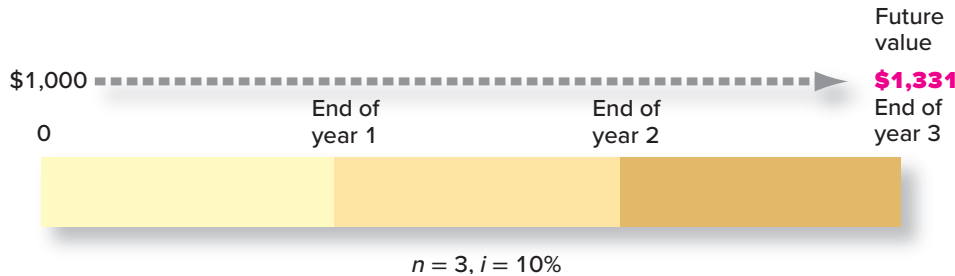 Future
value
$1,000
$1,331
End of
year 1
End of
year 2
End of
year 3
0
n = 3, i = 10%